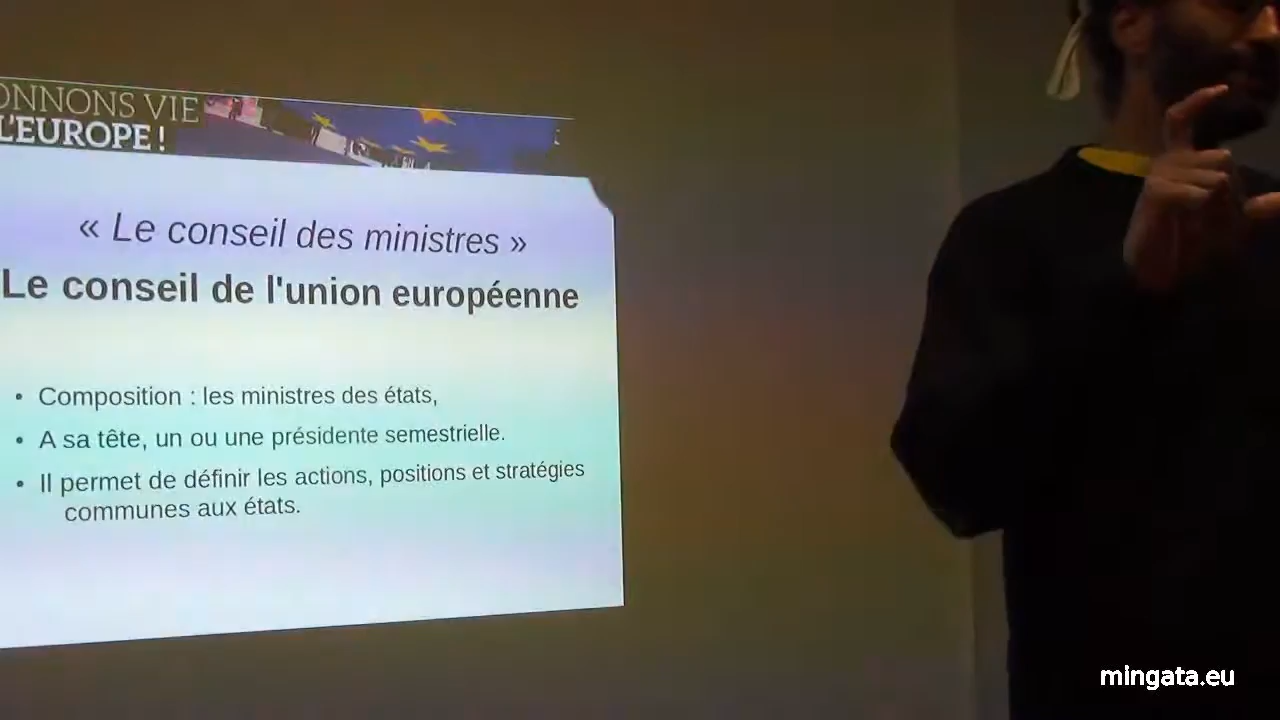 ONNONS VIE
L'EUROPE !
« Le conseil des ministres »
Le conseil de l'union européenne
• Composition : les ministres des états,
• A sa tête, un ou une présidente semestrielle.
• Il permet de définir les actions, positions et stratégies
communes aux états.
mingata.eu